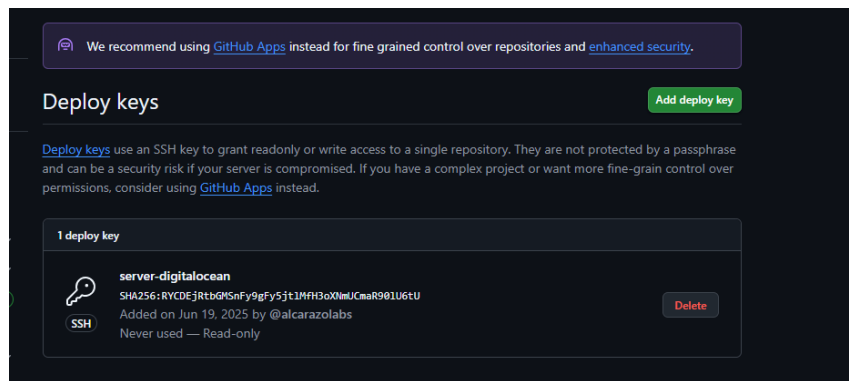 We recommend using GitHub Apps instead for fine grained control over repositories and enhanced security.
Deploy keys
Add deploy key
Deploy keys use an SSH key to grant readonly or write access to a single repository. They are not protected by a passphrase
and can be a security risk if your server is compromised. If you have a complex project or want more fine-grain control over
permissions, consider using GitHub Apps instead.
1 deploy key
server-digitalocean
SHA256:RYCDEjRtbGMSnFy9gFy5jtlMfH3oXNmUCmaR90lU6tU
Added on Jun 19, 2025 by @alcarazolabs
Never used — Read-only
SSH
Delete